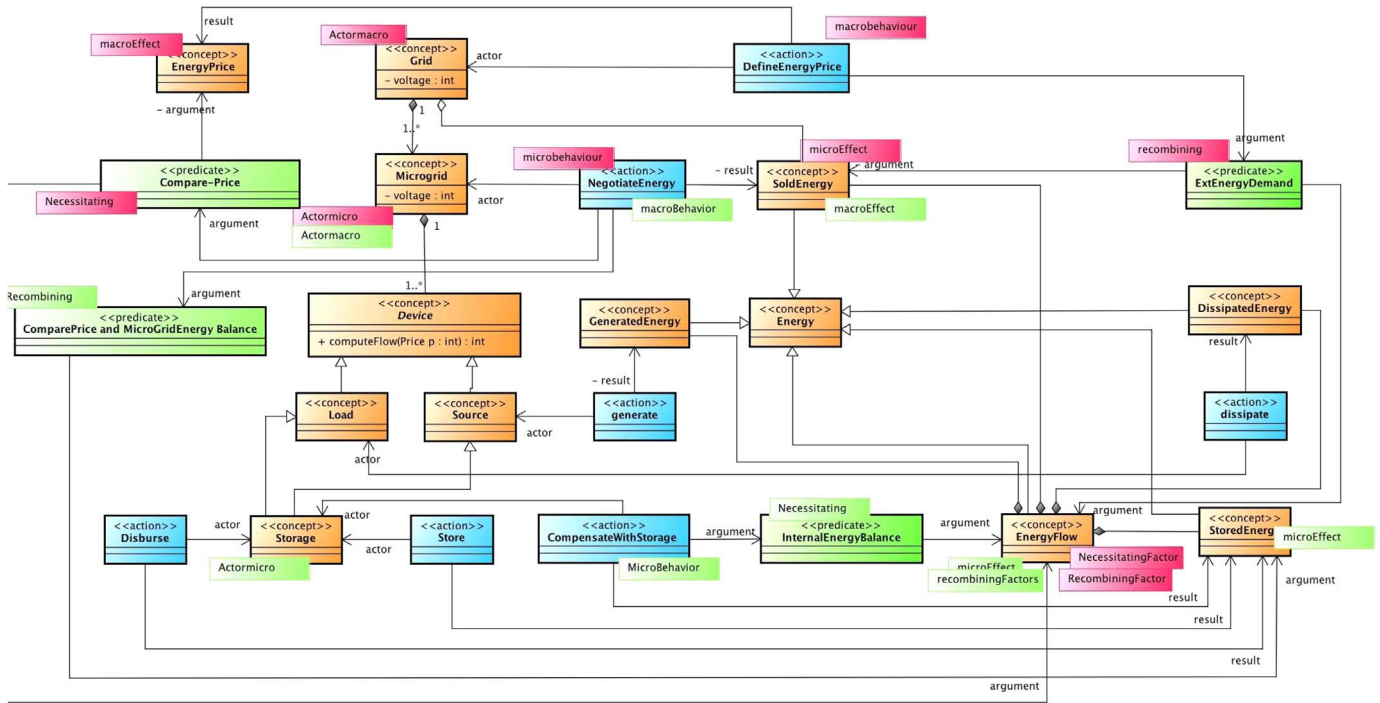 result
macrobehaviour
Actormacro
macroEffect
<<concept>>
EnergyPrice
<<concept>>
Grid
- voltage : int
actor
<<action>>
DefineEnergyPrice
- argument
1
1..*
argument
microbehaviour
microEffect
recombining
<<predicate>>
Compare-Price
Necessitating
<<concept>>
Microgrid
- voltage : int
Actormicro
Actormacro
1
actor
<<action>>
NegotiateEnergy
macroBehavior
- result
<<concept>>
SoldEnergy
macroEffect
- argument
<<predicate>>
ExtEnergyDemand
argument
argument
1..*
Recombining
<<predicate>>
ComparePrice and MicroGridEnergy Balance
<<concept>>
Device
+ computeFlow(Price p : int) : int
<<concept>>
GeneratedEnergy
<<concept>>
Energy
<<concept>>
DissipatedEnergy
result
- result
<<concept>>
Load
<<concept>>
Source
<<action>>
generate
<<action>>
dissipate
actor
actor
Necessitating
<<action>>
Disburse
actor
<<concept>>
Storage
Actormicro
actor
actor
<<action>>
Store
<<action>>
CompensateWithStorage
MicroBehavior
argument
<<predicate>>
InternalEnergyBalance
argument
<<concept>>
EnergyFlow
argument
microEffect
recombiningFactors
NecessitatingFactor
RecombiningFactor
<<concept>>
StoredEnerg
microEffect
argument
result
result
result
argument